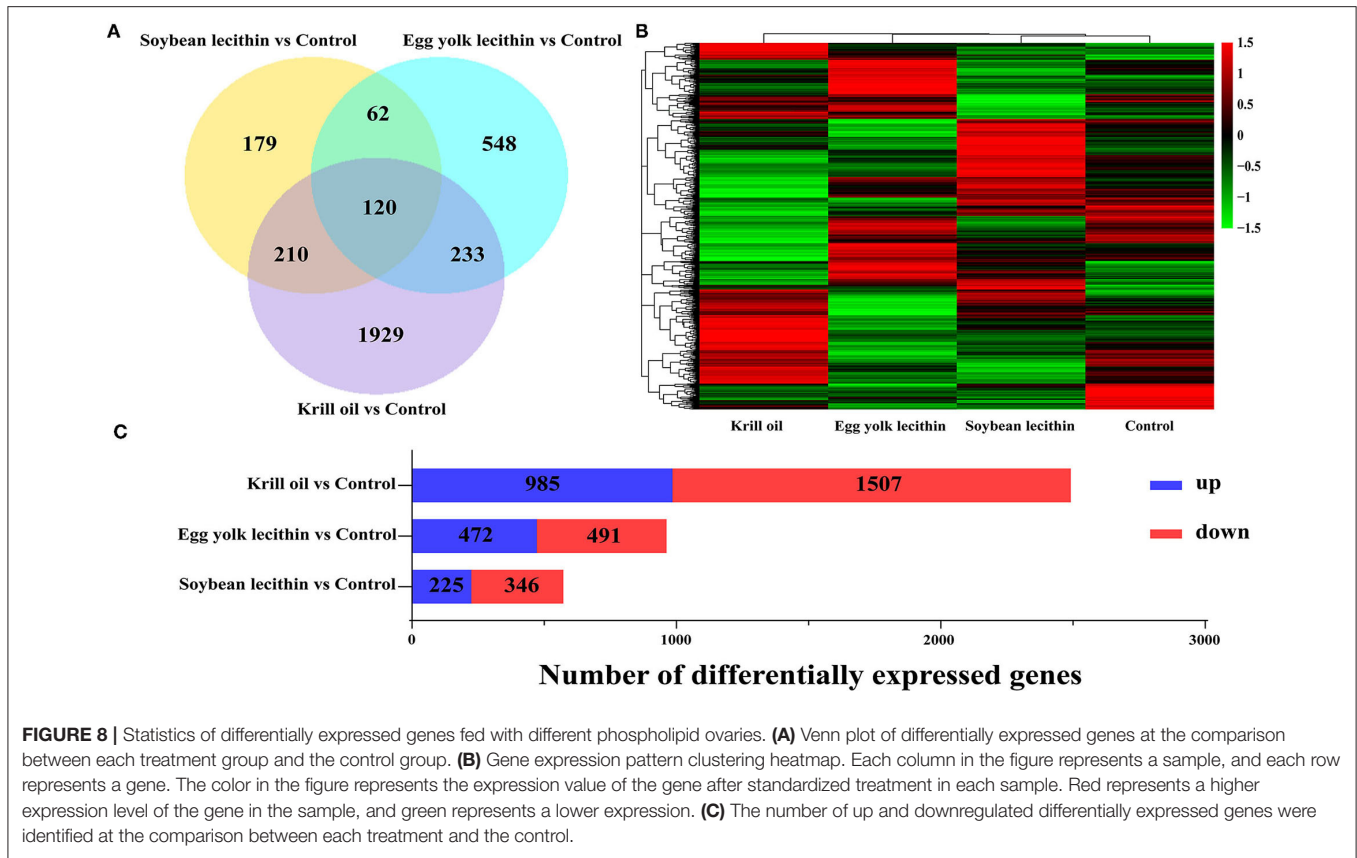 A
Soybean lecithin vs Control
Egg yolk lecithin vs Control
62
179
548
120
210
233
1929
Krill oil vs Control
B
1.5
1
0.5
0
−0.5
−1
−1.5
Krill oil
Egg yolk lecithin
Soybean lecithin
Control
C
Krill oil vs Control
985
1507
Egg yolk lecithin vs Control
472
491
Soybean lecithin vs Control
225
346
up
down
0
1000
2000
3000
Number of differentially expressed genes
FIGURE 8 | Statistics of differentially expressed genes fed with different phospholipid ovaries. (A) Venn plot of differentially expressed genes at the comparison
between each treatment group and the control group. (B) Gene expression pattern clustering heatmap. Each column in the figure represents a sample, and each row
represents a gene. The color in the figure represents the expression value of the gene after standardized treatment in each sample. Red represents a higher
expression level of the gene in the sample, and green represents a lower expression. (C) The number of up and downregulated differentially expressed genes were
identified at the comparison between each treatment and the control.